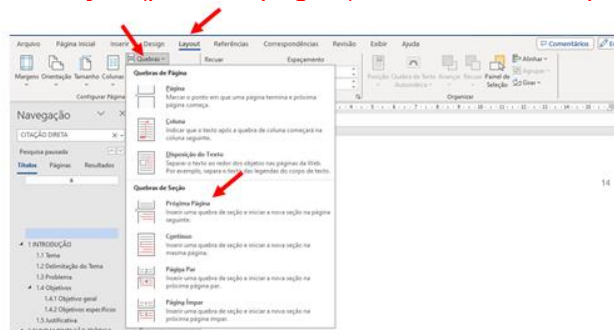 Arquivo Página Inicial Inserir Design Layout Referências Correspondências Revisão Exibir Ajuda Comentários
Margens Orientação Tamanho Colunas
Quebras
Recuar Espaçamento
Posição Quebra de Texto Automática Avançar Recuar Painel de Seleção
Alinhar
Agrupar
Girar
Configurar Página
Organizar
Quebras de Página
Página
Marcar o ponto em que uma página termina e próxima
página começa.
Coluna
Indicar que o texto após a quebra de coluna começará na
coluna seguinte.
Disposição do Texto
Separar o texto ao redor dos objetos nas páginas da Web.
Por exemplo, separa o texto das legendas do corpo de texto.
Quebras de Seção
Próxima Página
Inserir uma quebra de seção e iniciar a nova seção na página
seguinte.
Contínuo
Inserir uma quebra de seção e iniciar a nova seção na
mesma página.
Página Par
Inserir uma quebra de seção e iniciar a nova seção na
próxima página par.
Página Ímpar
Inserir uma quebra de seção e iniciar a nova seção na
próxima página ímpar.
Navegação
CITAÇÃO DIRETA
Pesquisa pausada
Títulos Páginas Resultados
1 INTRODUÇÃO
1.1 Tema
1.2 Delimitação do Tema
1.3 Problema
1.4 Objetivos
1.4.1 Objetivo geral
1.4.2 Objetivos específicos
1.5 Justificativa
14